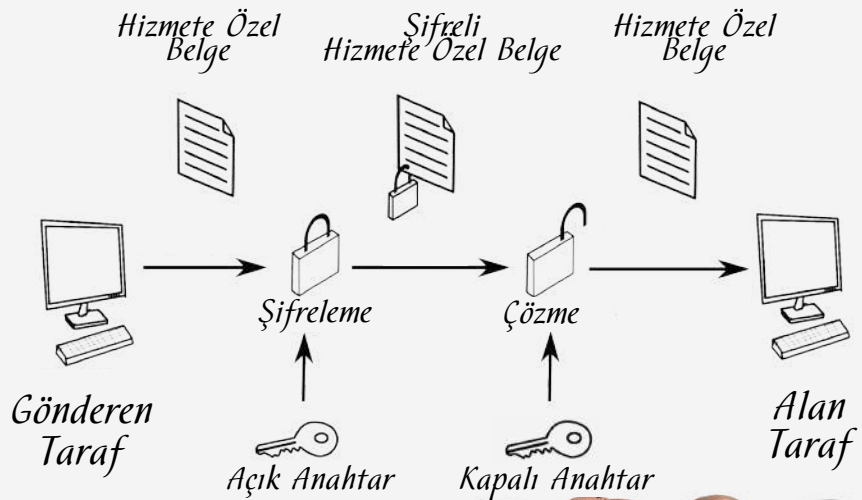 Hizmete Özel
Belge
Şifreli
Hizmete Özel Belge
Hizmete Özel
Belge
Şifreleme
Çözme
Gönderen
Taraf
Alan
Taraf
Açık Anahtar
Kapalı Anahtar